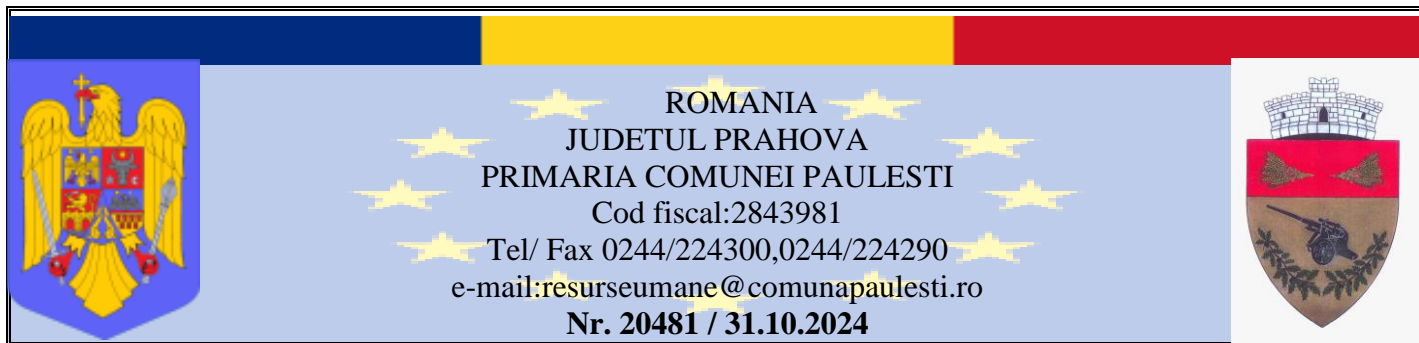 ROMANIA
JUDETUL PRAHOVA
PRIMARIA COMUNEI PAULESTI
Cod fiscal:2843981
Tel/ Fax 0244/224300,0244/224290
e-mail:resurseumane@comunapaulesti.ro
Nr. 20481 / 31.10.2024